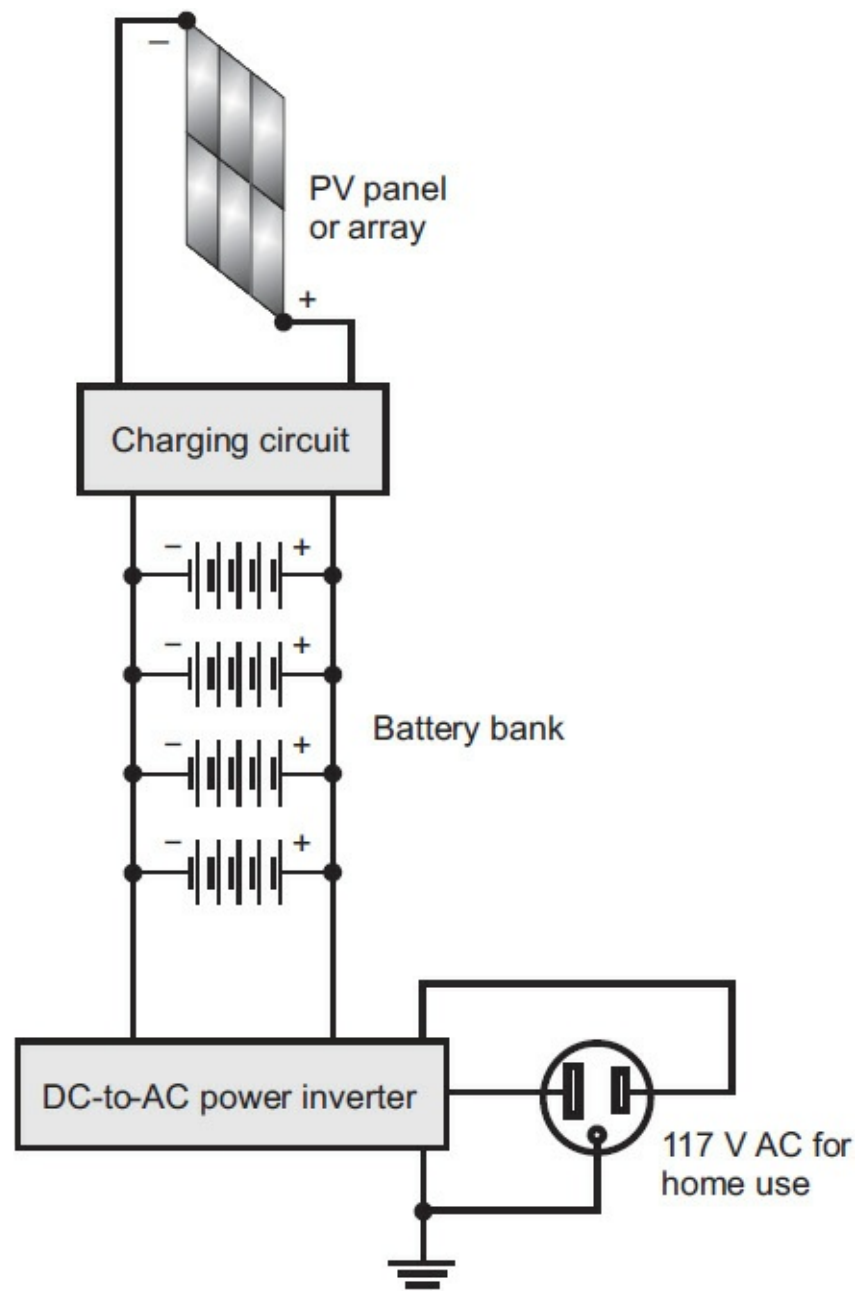 –
PV panel
or array
+
Charging circuit
– +
– +
Battery bank
– +
– +
DC-to-AC power inverter
117 V AC for
home use